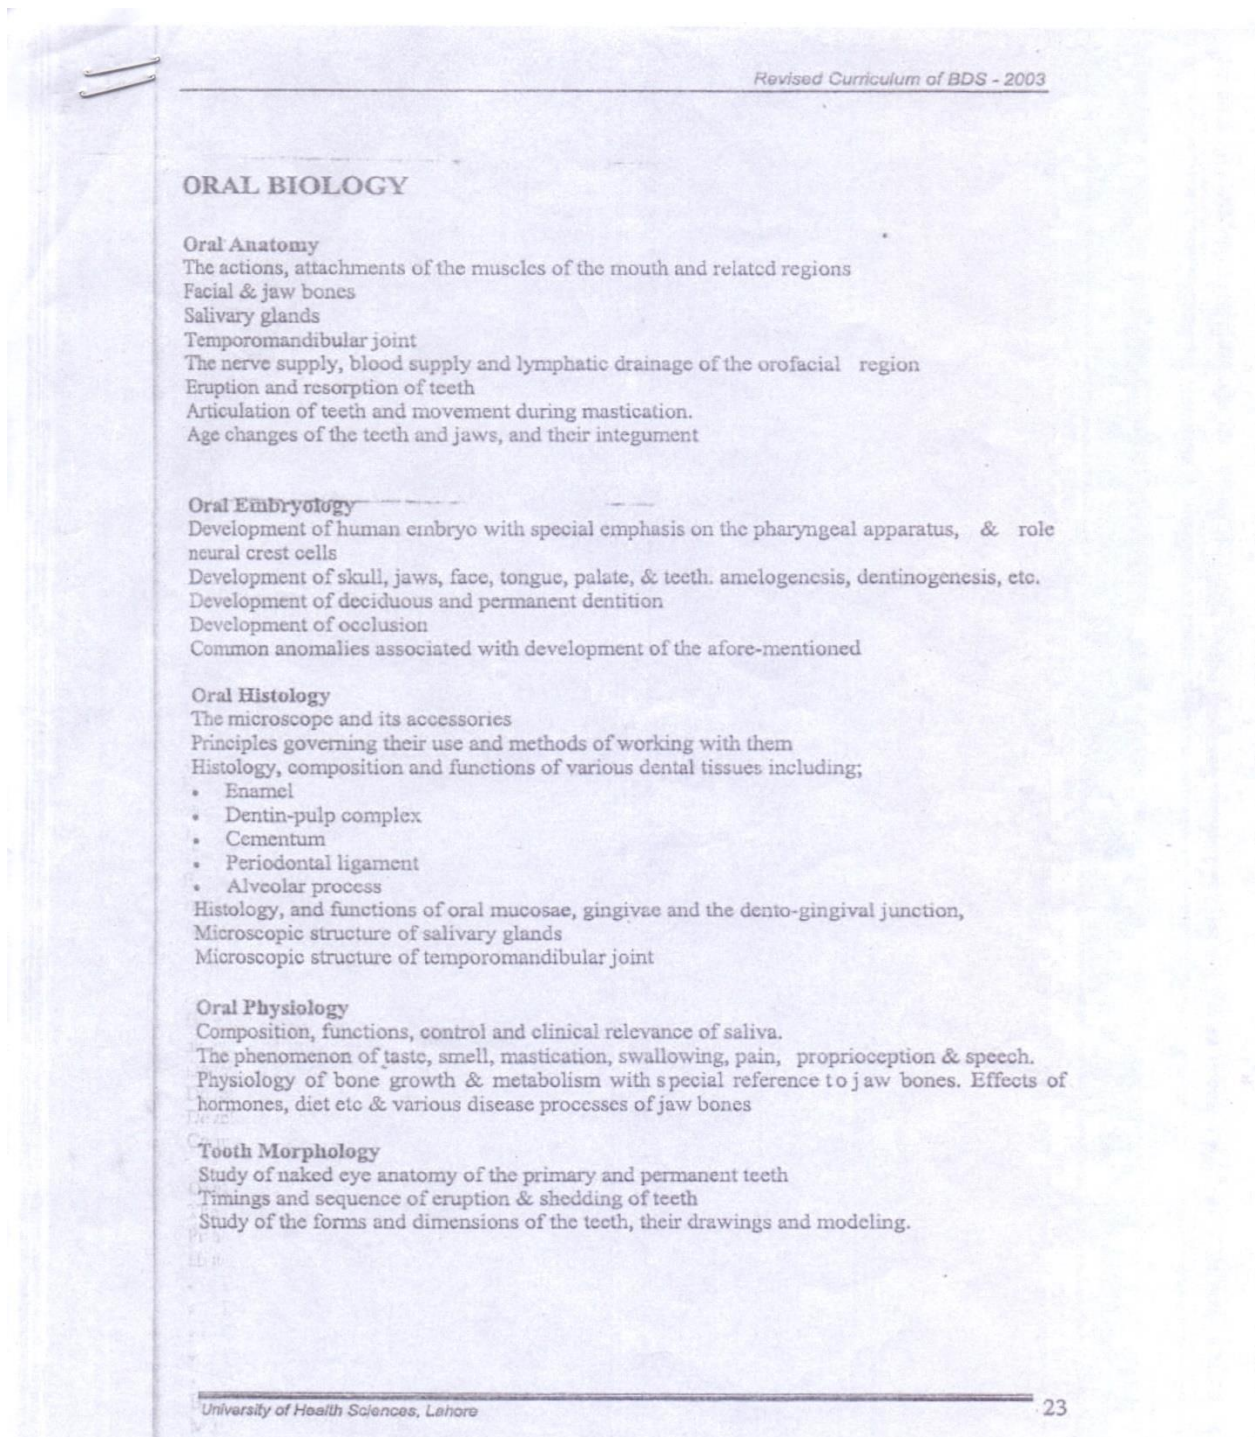 Revised Curriculum of BDS - 2003
ORAL BIOLOGY
Oral Anatomy
The actions, attachments of the muscles of the mouth and related regions
Facial & jaw bones
Salivary glands
Temporomandibular joint
The nerve supply, blood supply and lymphatic drainage of the orofacial region
Eruption and resorption of teeth
Articulation of teeth and movement during mastication.
Age changes of the teeth and jaws, and their integument
Oral Embryology
Development of human embryo with special emphasis on the pharyngeal apparatus, & role
neural crest cells
Development of skull, jaws, face, tongue, palate, & teeth. amelogenesis, dentinogenesis, etc.
Development of deciduous and permanent dentition
Development of occlusion
Common anomalies associated with development of the afore-mentioned
Oral Histology
The microscope and its accessories
Principles governing their use and methods of working with them
Histology, composition and functions of various dental tissues including;
• Enamel
• Dentin-pulp complex
• Cementum
• Periodontal ligament
• Alveolar process
Histology, and functions of oral mucosae, gingivae and the dento-gingival junction,
Microscopic structure of salivary glands
Microscopic structure of temporomandibular joint
Oral Physiology
Composition, functions, control and clinical relevance of saliva.
The phenomenon of taste, smell, mastication, swallowing, pain, proprioception & speech.
Physiology of bone growth & metabolism with special reference to jaw bones. Effects of
hormones, diet etc & various disease processes of jaw bones
Tooth Morphology
Study of naked eye anatomy of the primary and permanent teeth
Timings and sequence of eruption & shedding of teeth
Study of the forms and dimensions of the teeth, their drawings and modeling.
University of Health Sciences, Lahore 23